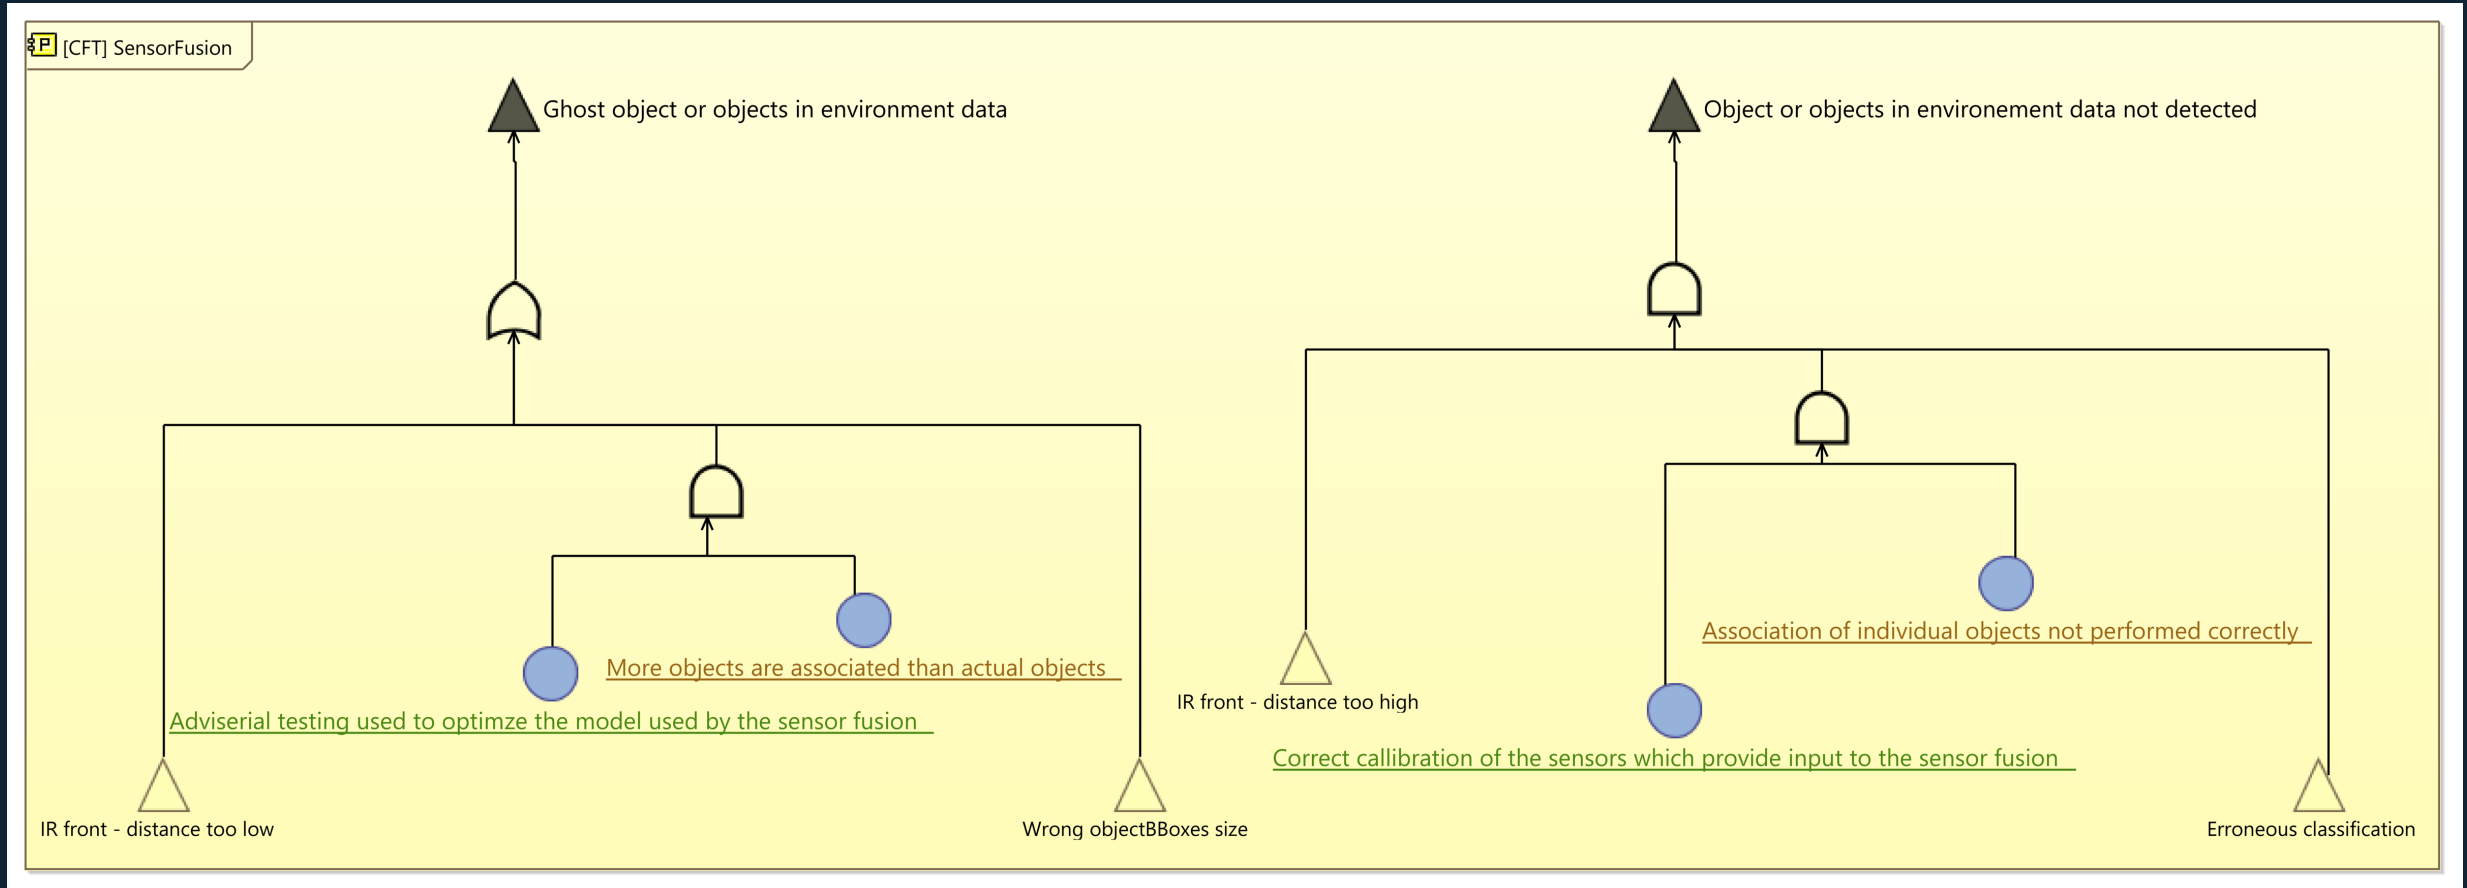 P [CFT] SensorFusion
Ghost object or objects in environment data
Object or objects in environement data not detected
More objects are associated than actual objects
Adviserial testing used to optimze the model used by the sensor fusion
IR front - distance too low
Wrong objectBBoxes size
Association of individual objects not performed correctly
IR front - distance too high
Correct callibration of the sensors which provide input to the sensor fusion
Erroneous classification